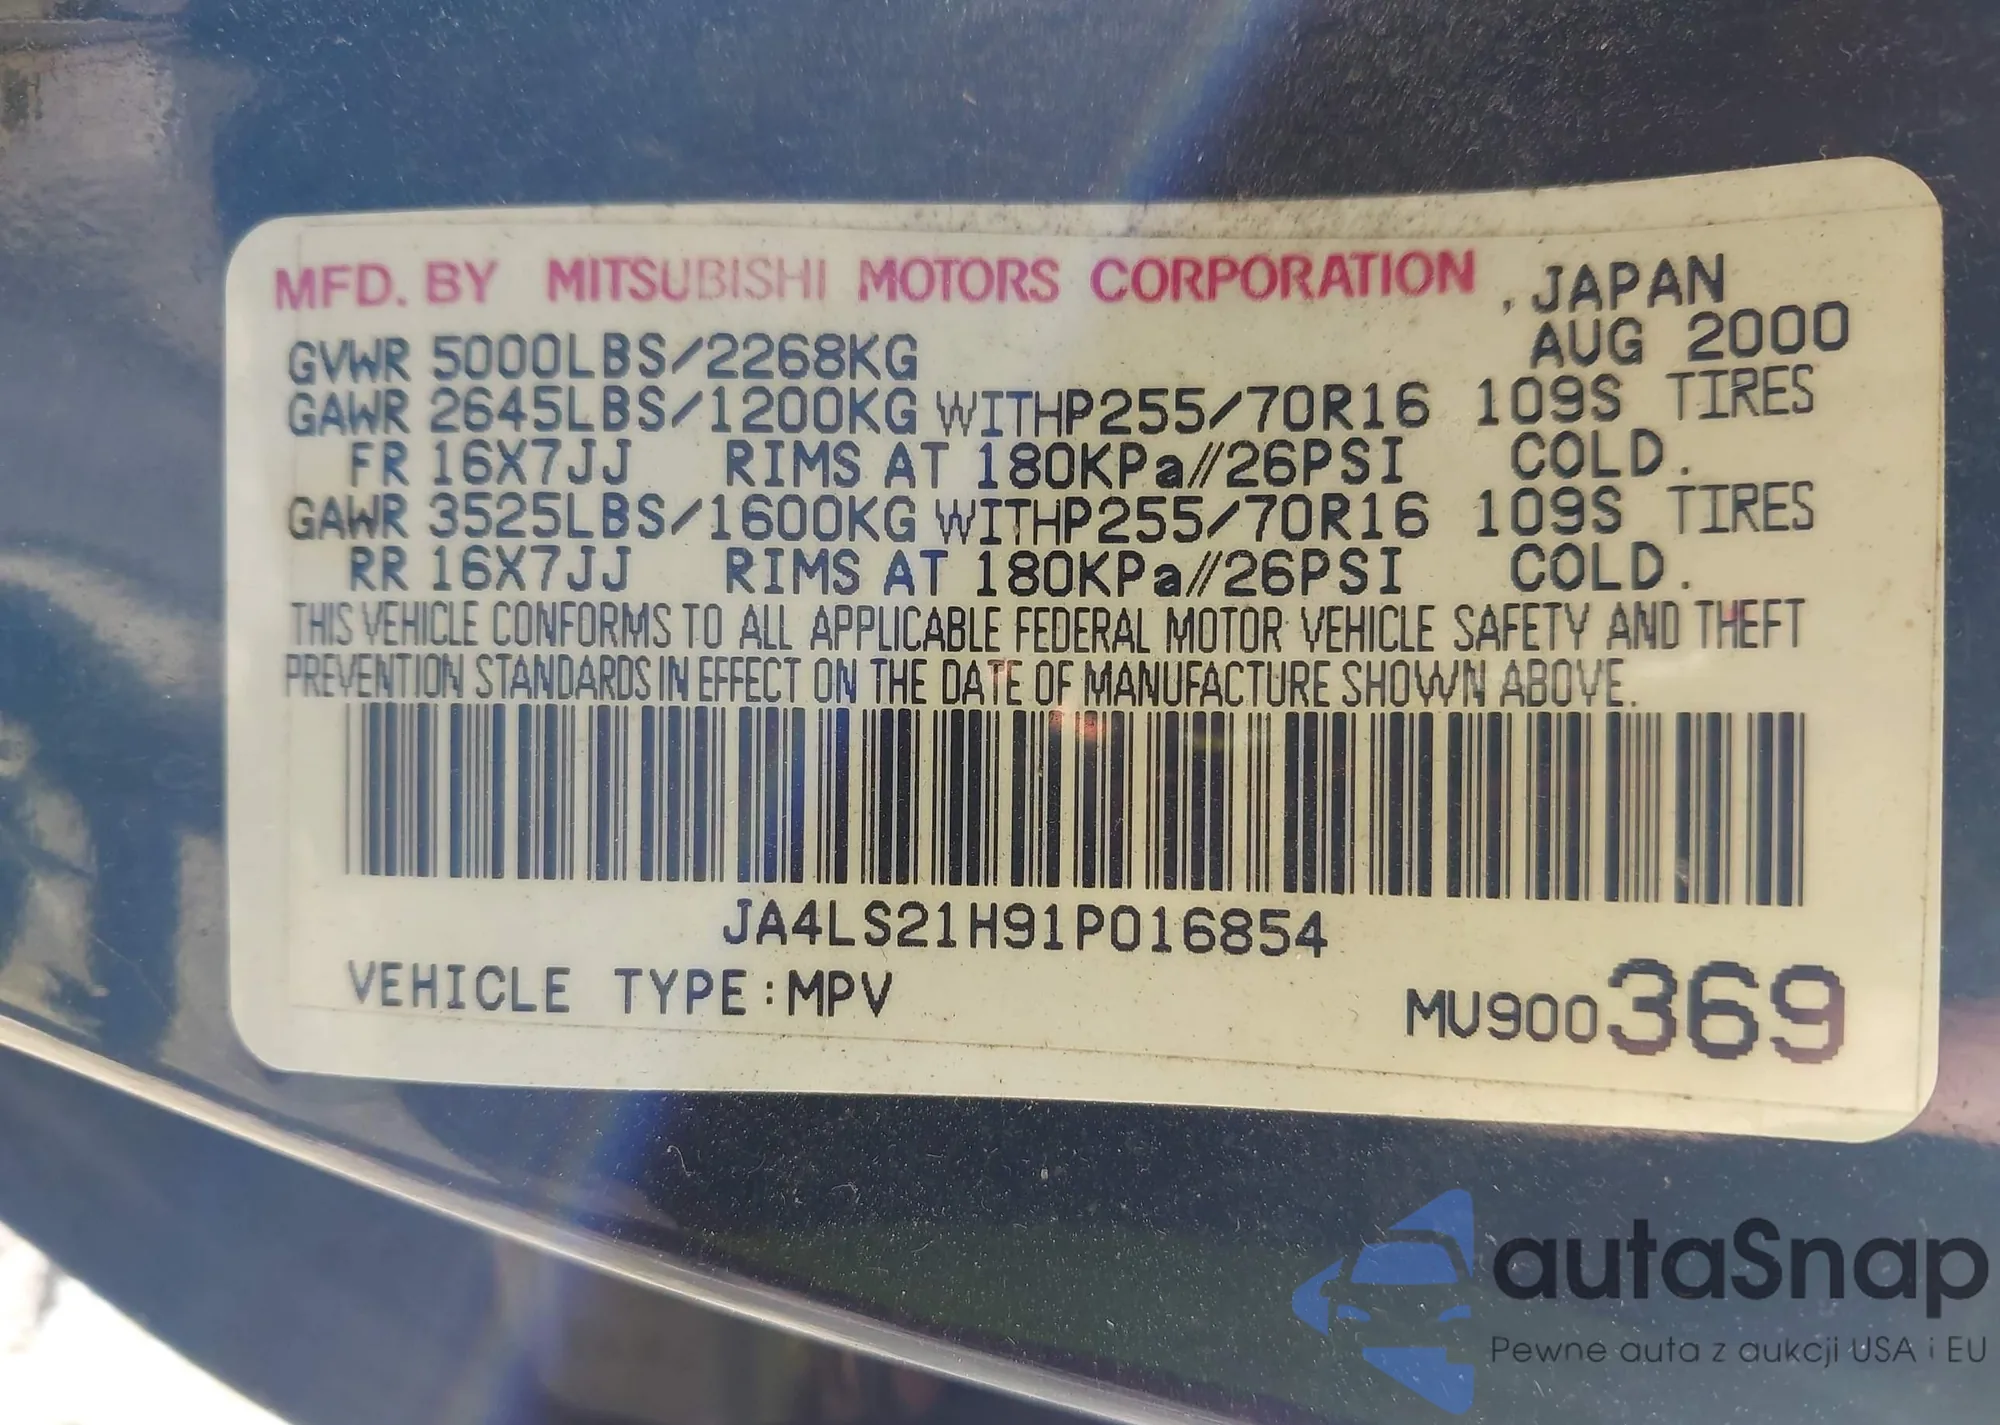 MFD. BY MITSUBISHI MOTORS CORPORATION , JAPAN
GVWR 5000LBS/2268KG AUG 2000
GAWR 2645LBS/1200KG WITHP255/70R16 109S TIRES
FR 16X7JJ RIMS AT 180KPa//26PSI COLD.
GAWR 3525LBS/1600KG WITHP255/70R16 109S TIRES
RR 16X7JJ RIMS AT 180KPa//26PSI COLD.
THIS VEHICLE CONFORMS TO ALL APPLICABLE FEDERAL MOTOR VEHICLE SAFETY AND THEFT
PREVENTION STANDARDS IN EFFECT ON THE DATE OF MANUFACTURE SHOWN ABOVE.
JA4LS21H91P016854
VEHICLE TYPE:MPV MU900369
autaSnap
Pewne auta z aukcji USA i EU